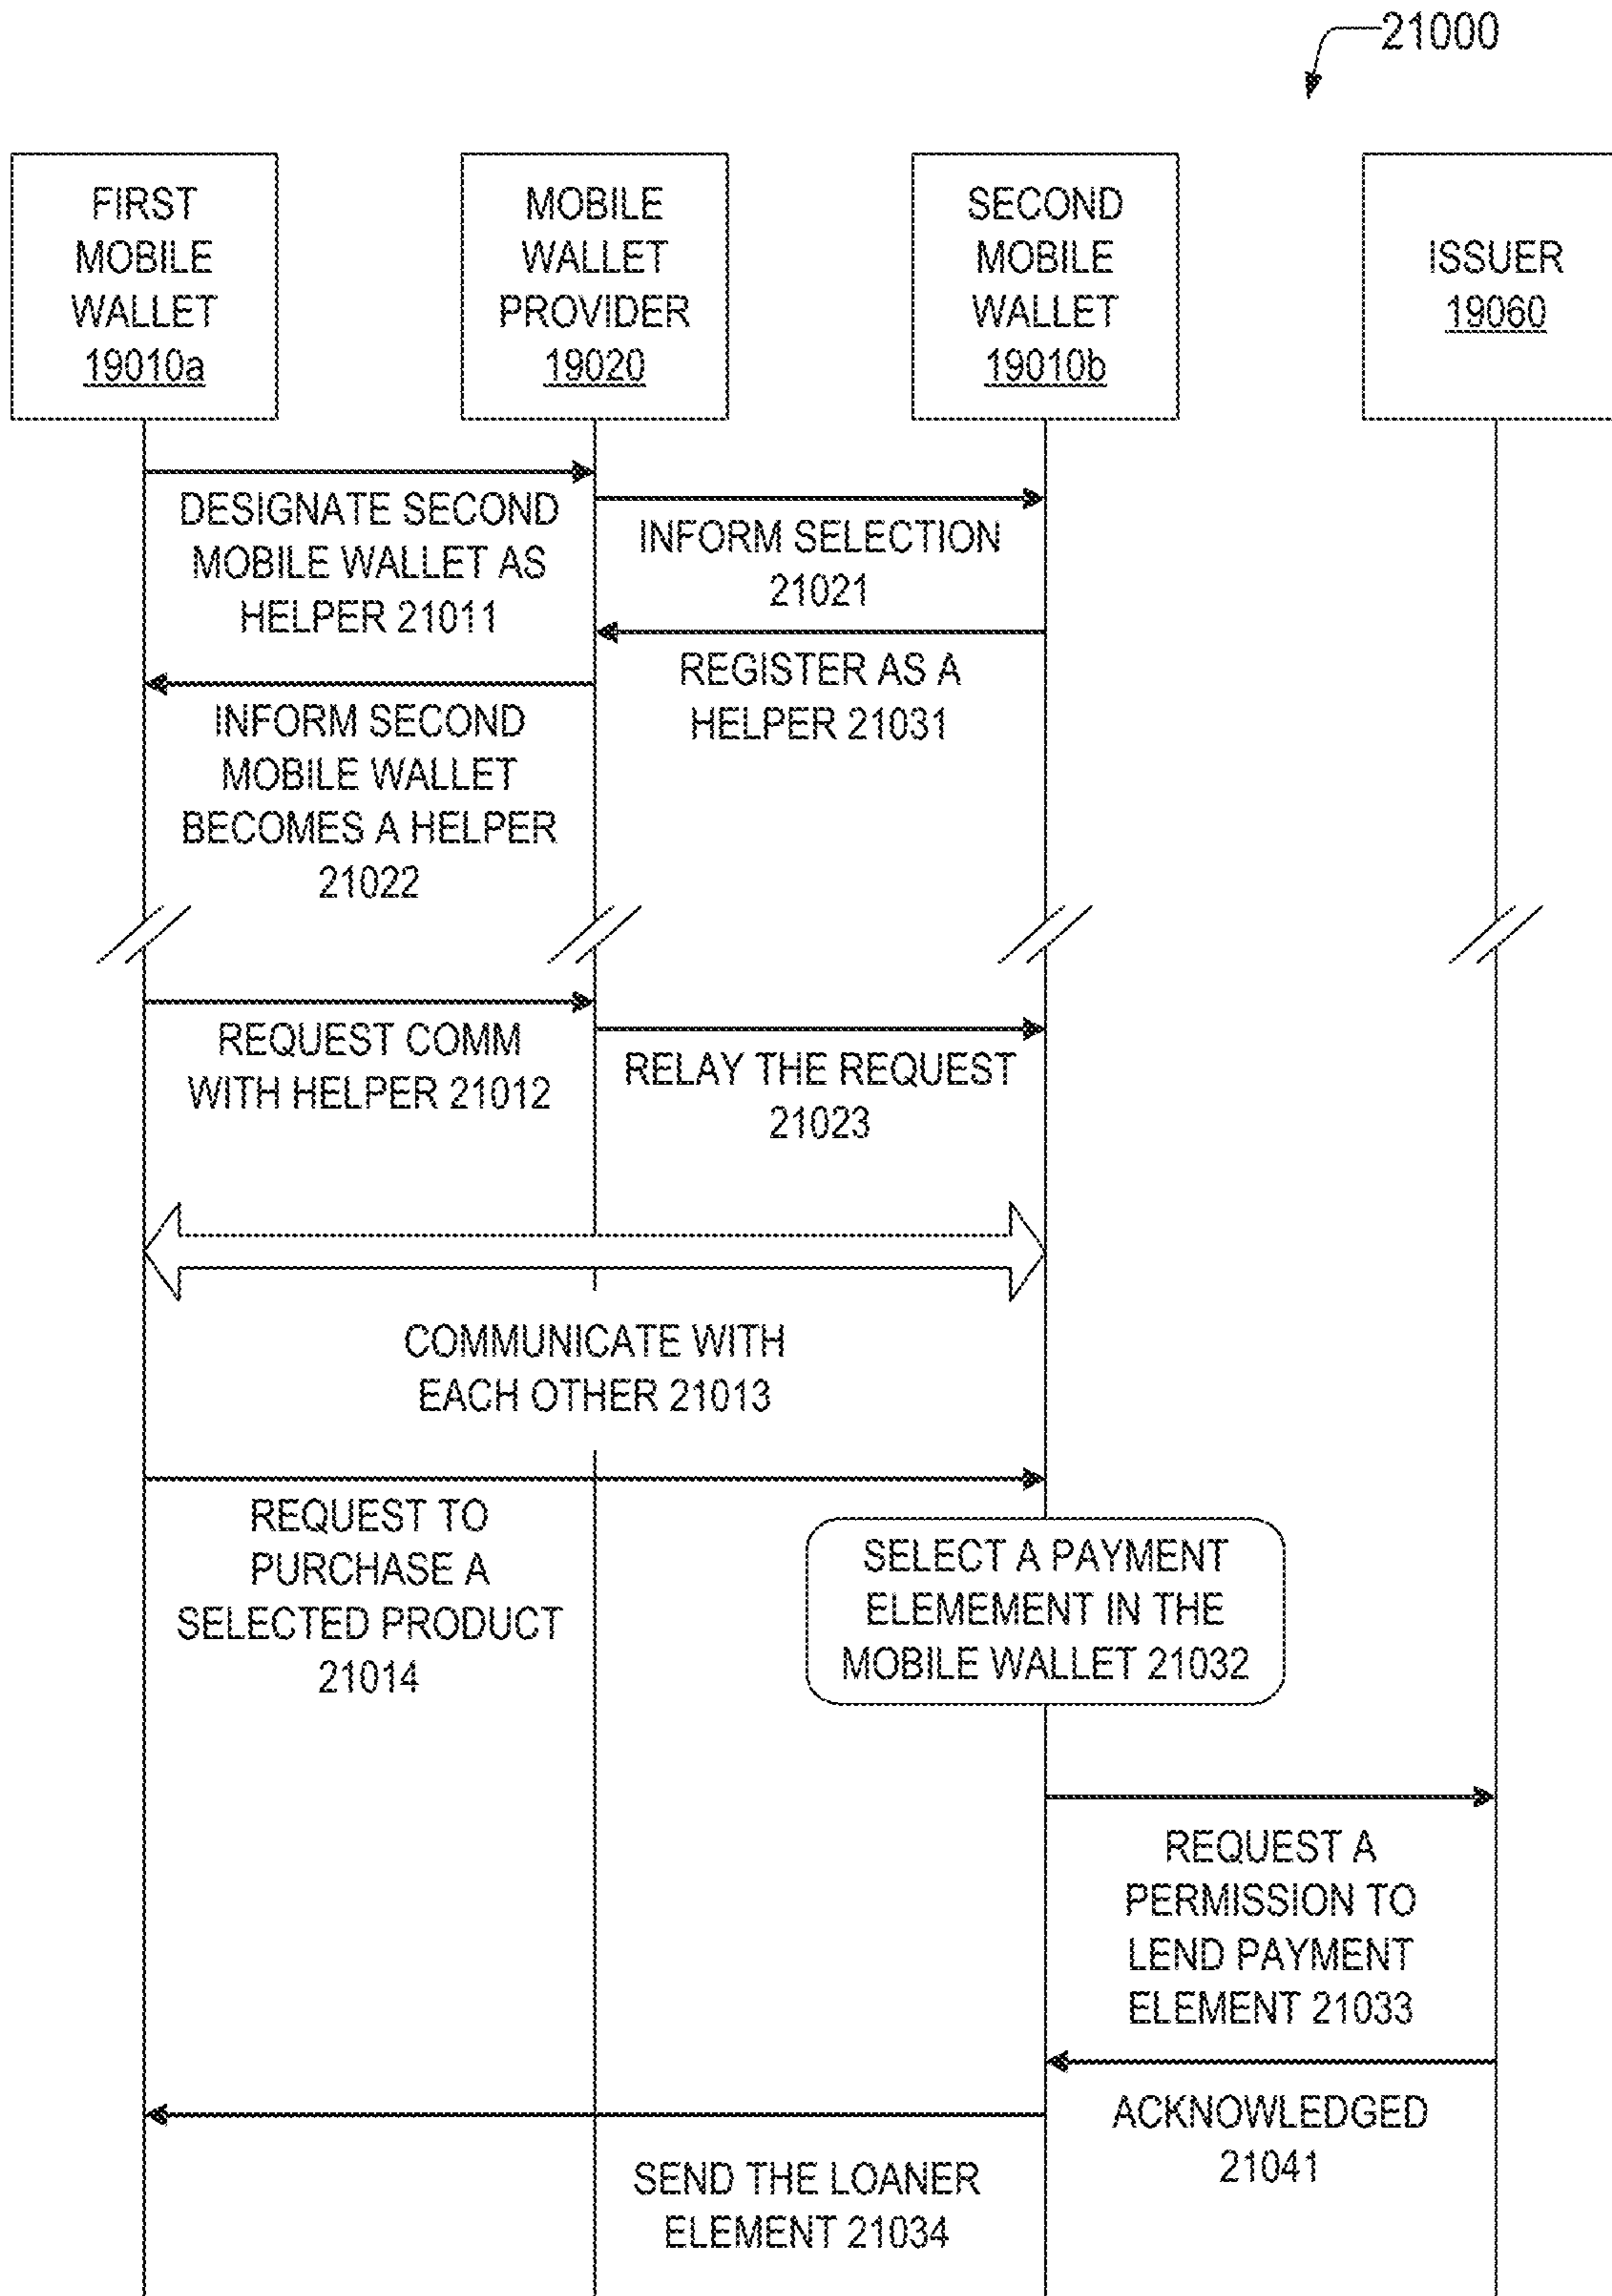 21000
FIRST
MOBILE
WALLET
19010a
MOBILE
WALLET
PROVIDER
19020
SECOND
MOBILE
WALLET
19010b
ISSUER
19060
DESIGNATE SECOND
MOBILE WALLET AS
HELPER 21011
INFORM SELECTION
21021
REGISTER AS A
HELPER 21031
INFORM SECOND
MOBILE WALLET
BECOMES A HELPER
21022
REQUEST COMM
WITH HELPER 21012
RELAY THE REQUEST
21023
COMMUNICATE WITH
EACH OTHER 21013
REQUEST TO
PURCHASE A
SELECTED PRODUCT
21014
SELECT A PAYMENT
ELEMEMENT IN THE
MOBILE WALLET 21032
REQUEST A
PERMISSION TO
LEND PAYMENT
ELEMENT 21033
ACKNOWLEDGED
21041
SEND THE LOANER
ELEMENT 21034